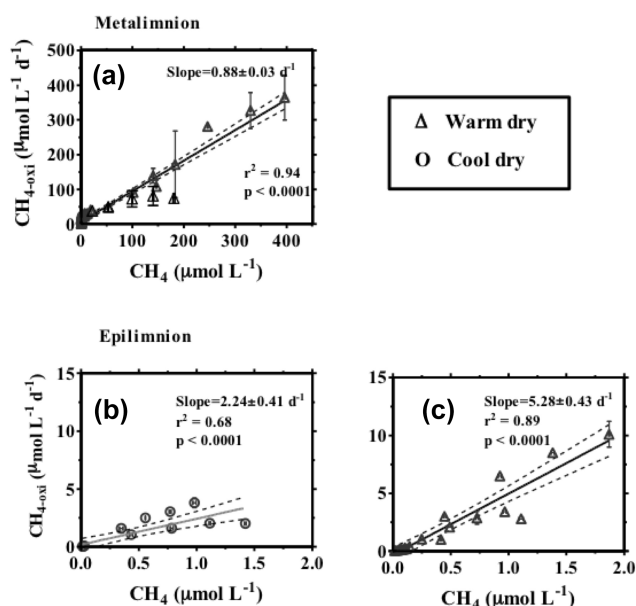 Metalimnion
500
400
300
200
100
0
0 100 200 300 400
(a)
Slope=0.88±0.03 d⁻¹
r² = 0.94
p < 0.0001
CH₄₋ₒₓᵢ (μmol L⁻¹ d⁻¹)
CH₄ (μmol L⁻¹)
Warm dry
Cool dry
Epilimnion
15
10
5
0
0.0 0.5 1.0 1.5 2.0
(b)
Slope=2.24±0.41 d⁻¹
r² = 0.68
p < 0.0001
CH₄₋ₒₓᵢ (μmol L⁻¹ d⁻¹)
CH₄ (μmol L⁻¹)
15
10
5
0
0.0 0.5 1.0 1.5 2.0
(c)
Slope=5.28±0.43 d⁻¹
r² = 0.89
p < 0.0001
CH₄ (μmol L⁻¹)